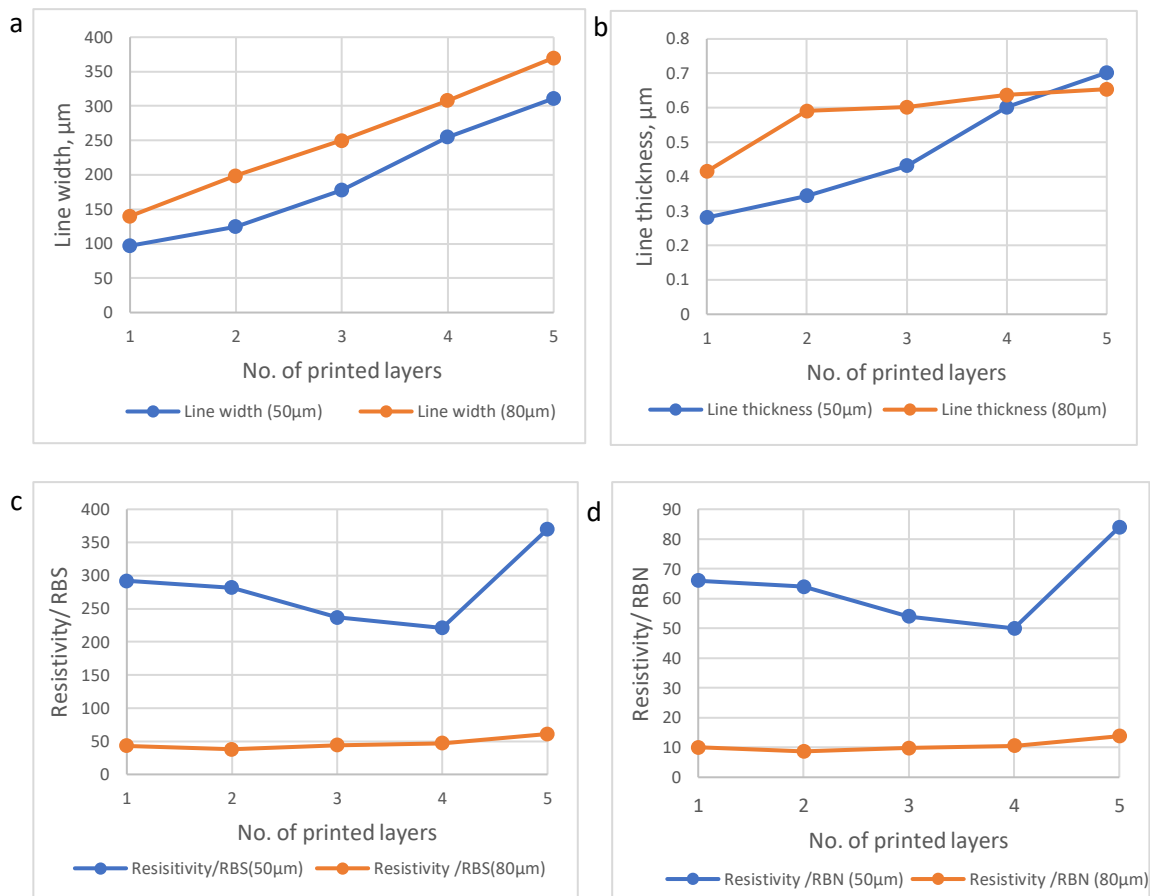 a
400
350
300
250
200
150
100
50
0
Line width, µm
1 2 3 4 5
No. of printed layers
Line width (50µm) Line width (80µm)
b
0.8
0.7
0.6
0.5
0.4
0.3
0.2
0.1
0
Line thickness, µm
1 2 3 4 5
No. of printed layers
Line thickness (50µm) Line thickness (80µm)
c
400
350
300
250
200
150
100
50
0
Resistivity/ RBS
1 2 3 4 5
No. of printed layers
Resisitivity/RBS(50µm) Resistivity /RBS(80µm)
d
90
80
70
60
50
40
30
20
10
0
Resistivity/ RBN
1 2 3 4 5
No. of printed layers
Resistivity /RBN (50µm) Resistivity /RBN (80µm)